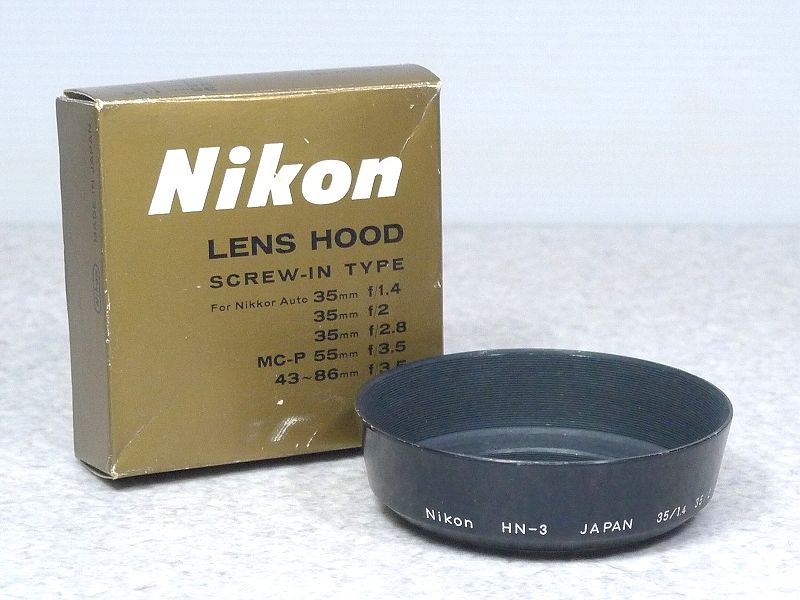 Nikon
LENS HOOD
SCREW-IN TYPE
For Nikkor Auto 35mm f/1.4
35mm f/2
35mm f/2.8
MC-P 55mm f/3.5
43~86mm f/3.5
MADE IN JAPAN
Nikon HN-3 JAPAN 35/1.4 35